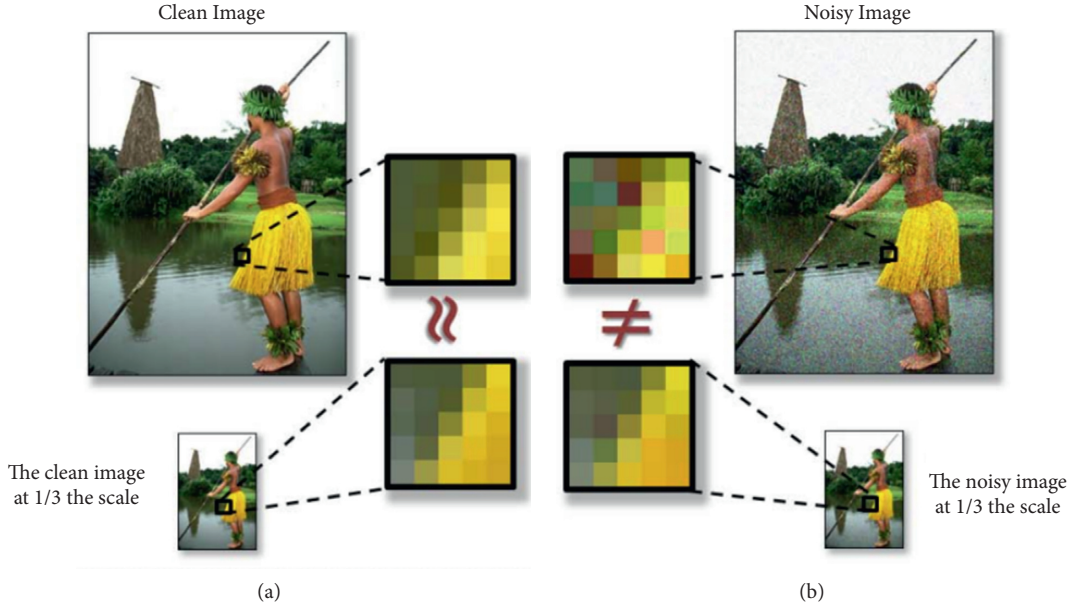 Clean Image
Noisy Image
≈
≠
The clean image
at 1/3 the scale
The noisy image
at 1/3 the scale
(a)
(b)